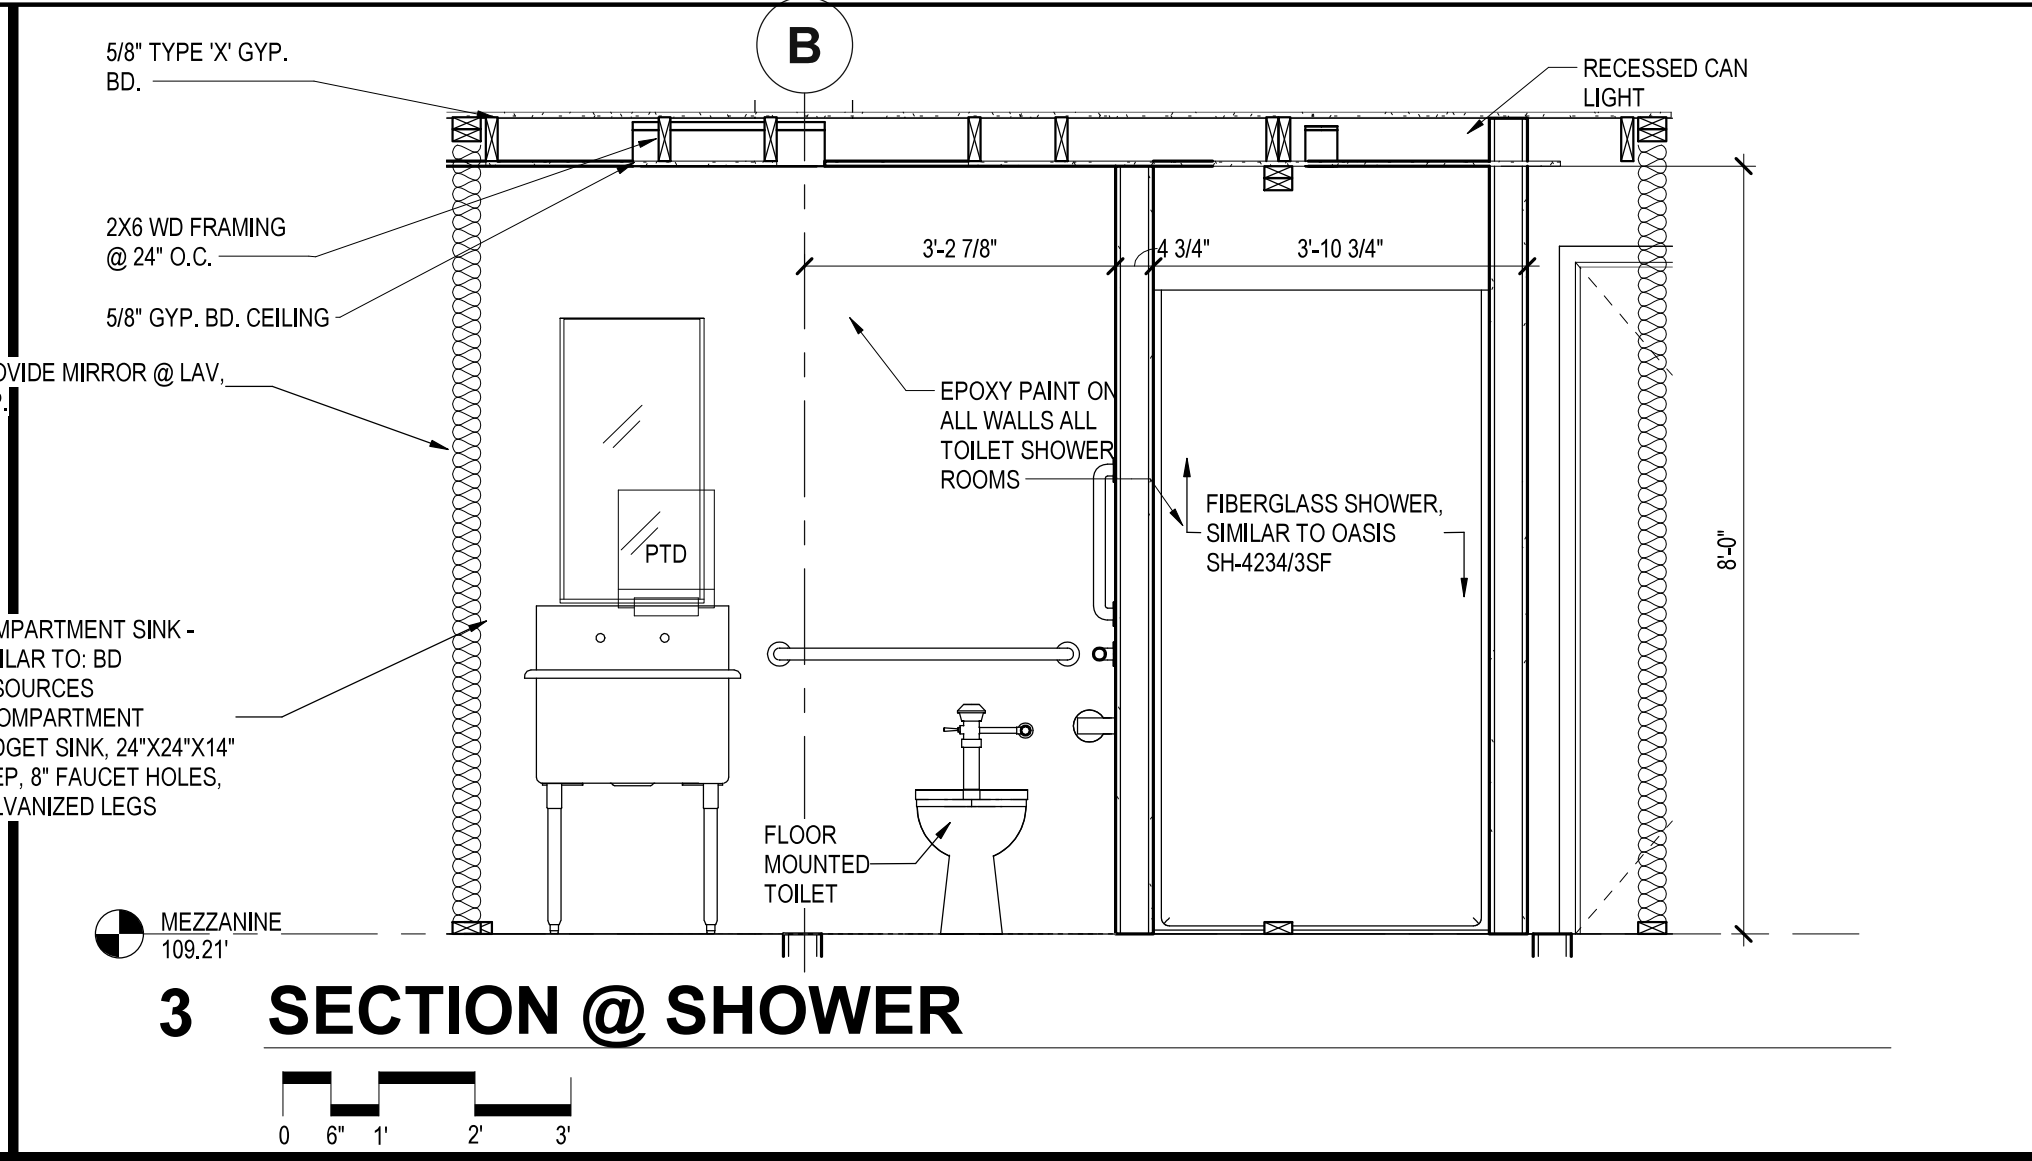 B
5/8" TYPE 'X' GYP.
BD.
RECESSED CAN
LIGHT
2X6 WD FRAMING
@ 24" O.C.
3'-2 7/8"
4 3/4"
3'-10 3/4"
5/8" GYP. BD. CEILING
OVIDE MIRROR @ LAV,
P.
EPOXY PAINT ON
ALL WALLS ALL
TOILET SHOWER
ROOMS
FIBERGLASS SHOWER,
SIMILAR TO OASIS
SH-4234/3SF
PTD
8'-0"
MPARTMENT SINK -
ILAR TO: BD
SOURCES
OMPARTMENT
DGET SINK, 24"X24"X14"
EP, 8" FAUCET HOLES,
LVANIZED LEGS
FLOOR
MOUNTED
TOILET
MEZZANINE
109.21'
3 SECTION @ SHOWER
0 6" 1' 2' 3'